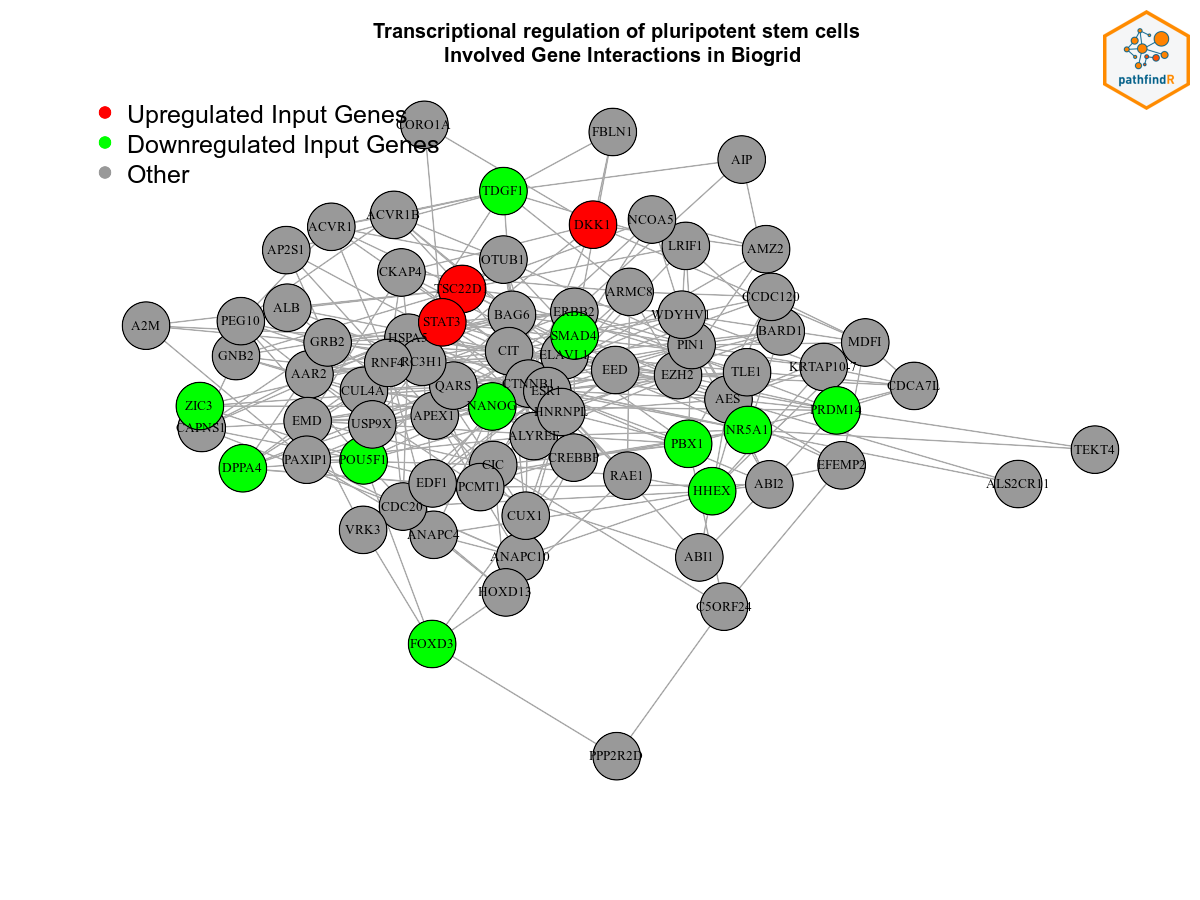 Transcriptional regulation of pluripotent stem cells
Involved Gene Interactions in Biogrid
pathfindR
Upregulated Input Genes
Downregulated Input Genes
Other
CORO1A
FBLN1
AIP
TDGF1
ACVR1B
ACVR1
DKK1
NCOA5
LRIF1
AMZ2
AP2S1
OTUB1
CKAP4
TSC22D
ARMC8
CCDC120
ALB
PEG10
A2M
STAT3
BAG6
ERBB2
WDYHV1
SMAD4
BARD1
HSPA5
GRB2
MDFI
PIN1
GNB2
CIT
ELAVL1
RNF4
RC3H1
AAR2
EED
EZH2
TLE1
KRTAP10-7
CDCA7L
CUL4A
QARS
CTNNB1
ESR1
AES
ZIC3
NANOG
PRDM14
HNRNPL
APEX1
EMD
USP9X
CAPNS1
NR5A1
ALYREF
PBX1
TEKT4
PAXIP1
POU5F1
DPPA4
CIC
CREBBP
EFEMP2
RAE1
EDF1
PCMT1
HHEX
ABI2
ALS2CR11
CDC20
CUX1
VRK3
ANAPC4
ANAPC10
ABI1
HOXD13
C5ORF24
FOXD3
PPP2R2D